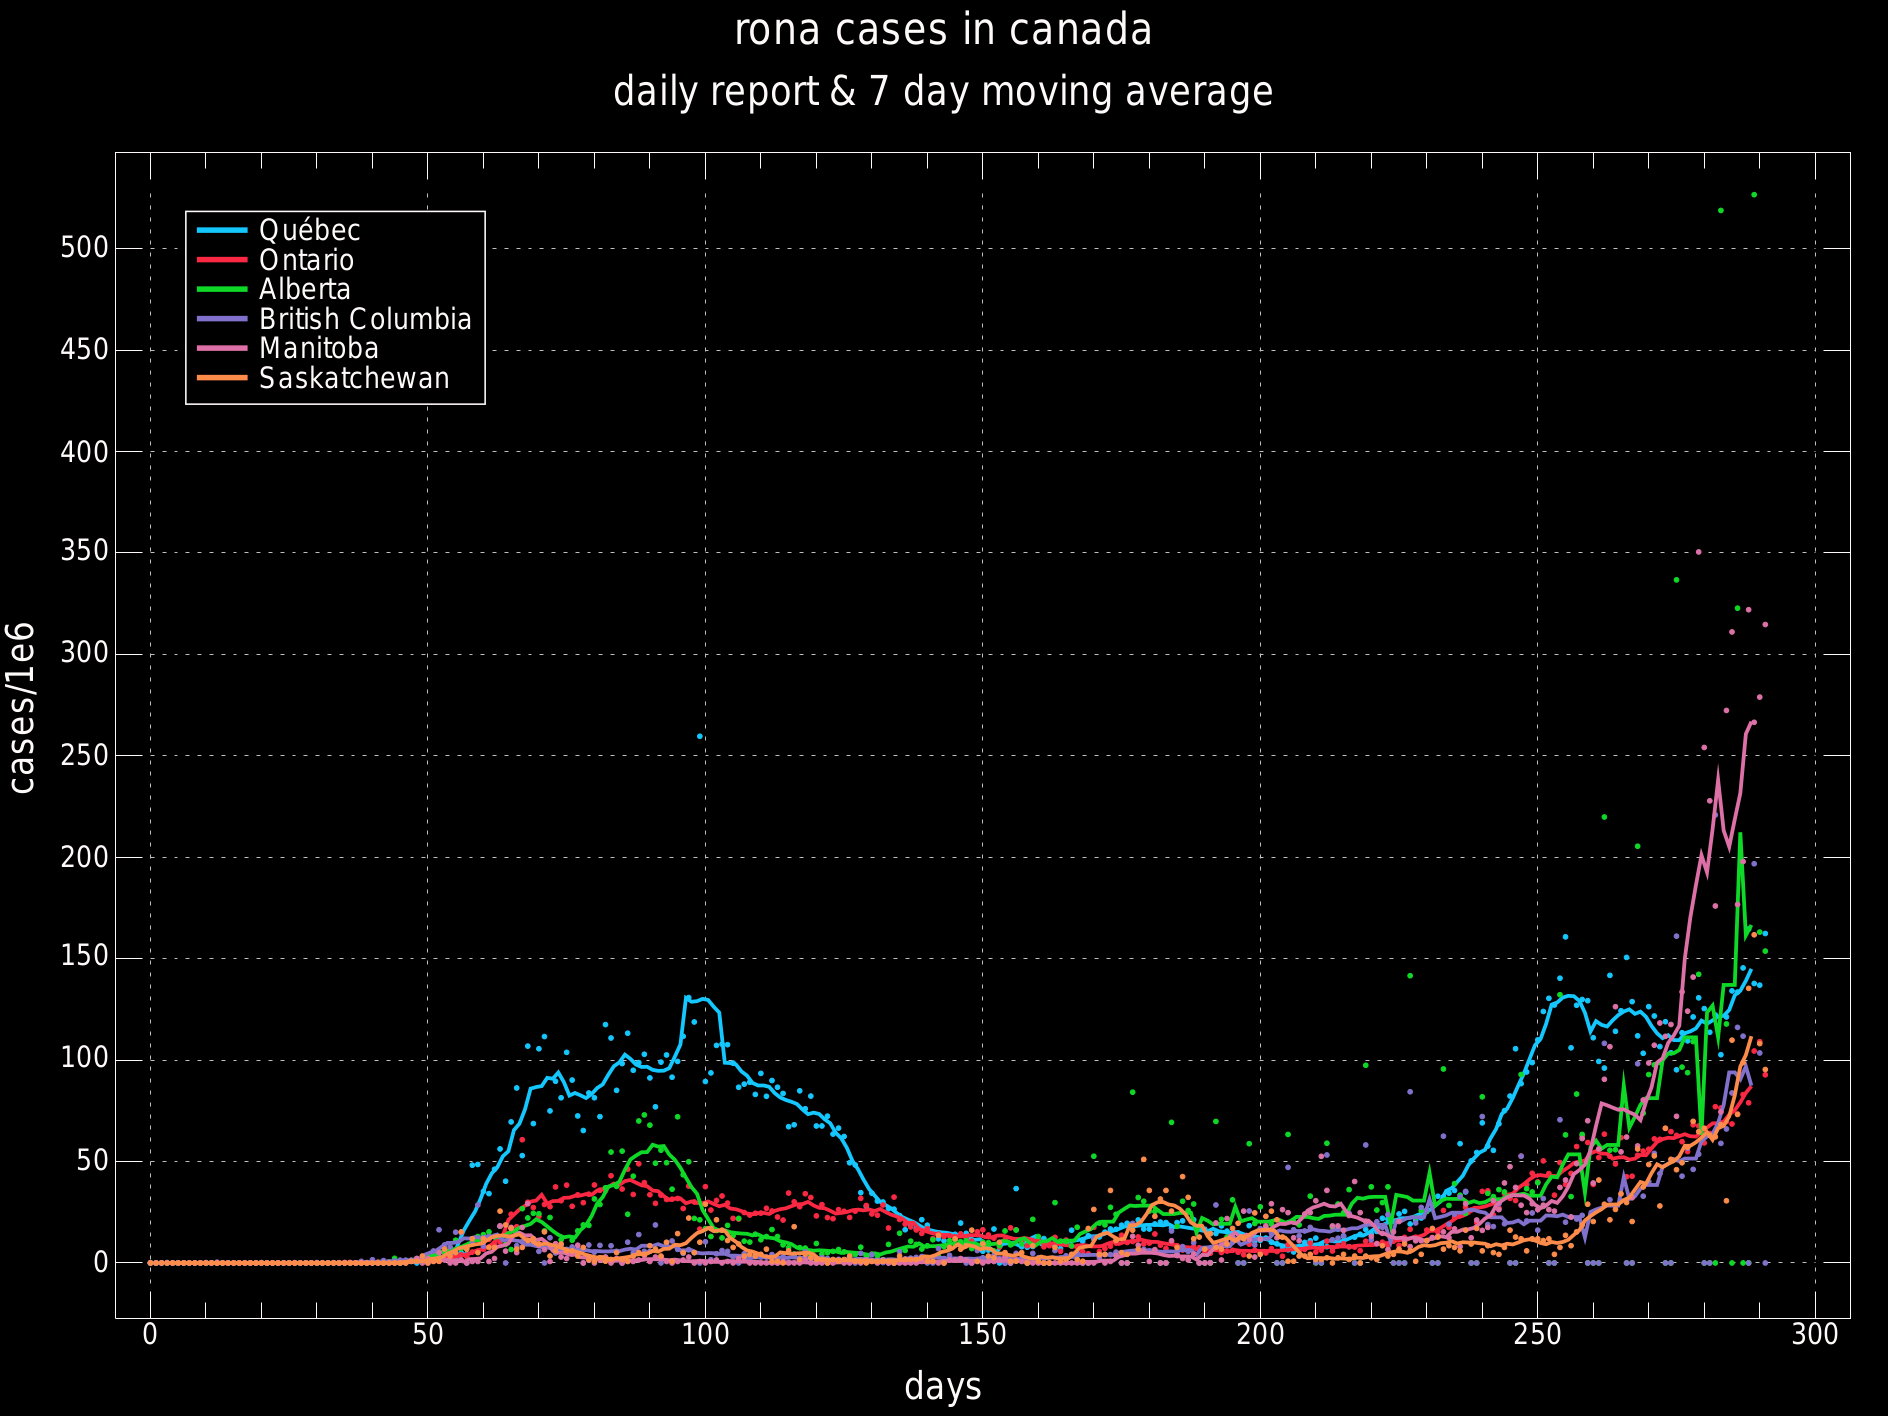 rona cases in canada
daily report & 7 day moving average
Québec
Ontario
Alberta
British Columbia
Manitoba
Saskatchewan
500
450
400
350
300
250
200
150
100
50
0
cases/1e6
0 50 100 150 200 250 300
days